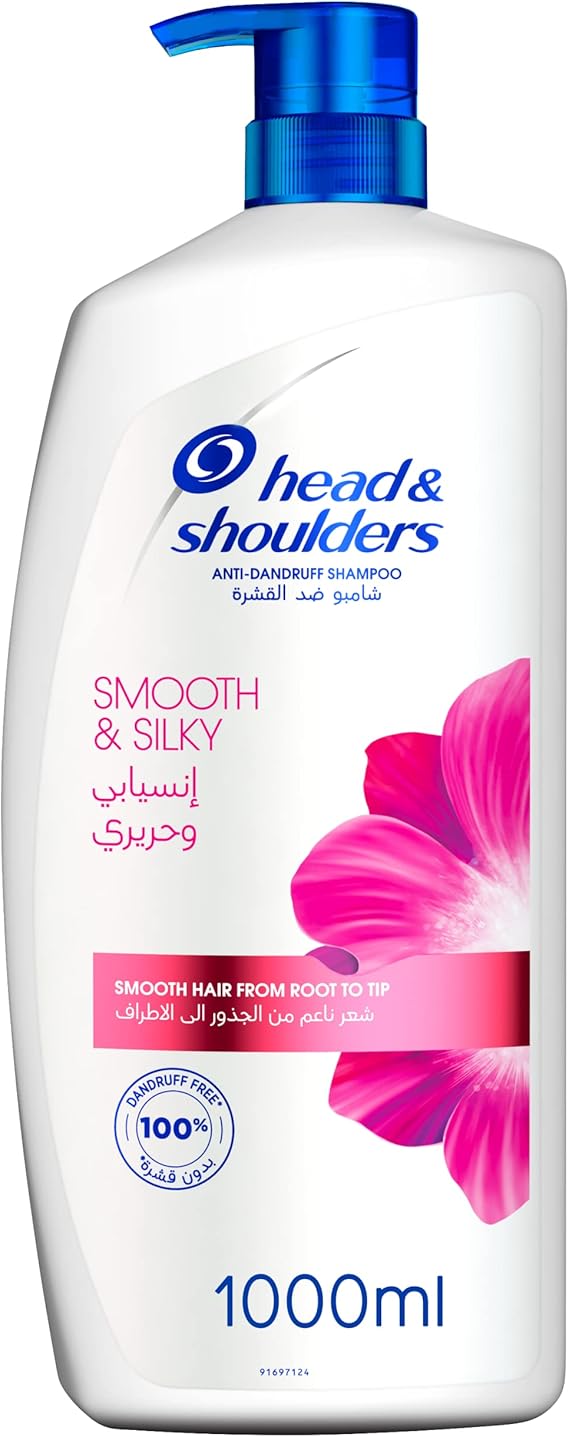 head &
shoulders
ANTI-DANDRUFF SHAMPOO
شامبو ضد القشرة
SMOOTH
& SILKY
إنسيابي
وحريري
SMOOTH HAIR FROM ROOT TO TIP
شعر ناعم من الجذور الى الاطراف
DANDRUFF FREE*
100%
بدون قشرة*
1000ml
91697124